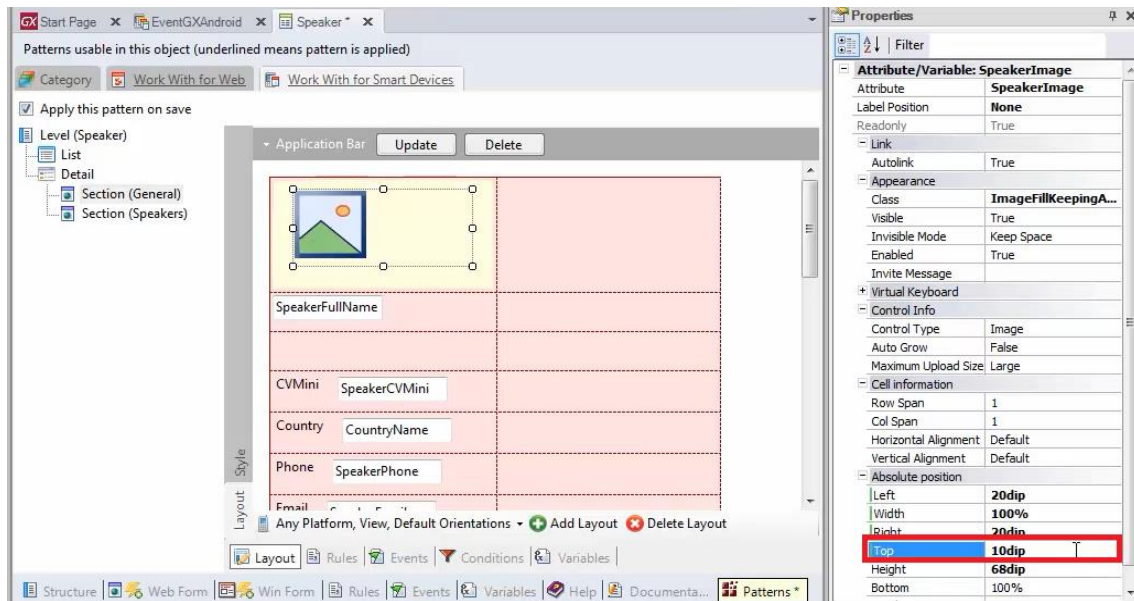 GX Start Page EventGXAndroid Speaker *
Patterns usable in this object (underlined means pattern is applied)
Category Work With for Web Work With for Smart Devices
Apply this pattern on save
Level (Speaker)
List
Detail
Section (General)
Section (Speakers)
Application Bar Update Delete
SpeakerFullName
CVMini SpeakerCVMini
Country CountryName
Phone SpeakerPhone
Email
Style
Layout
Any Platform, View, Default Orientations Add Layout Delete Layout
Layout Rules Events Conditions Variables
Structure Web Form Win Form Rules Events Variables Help Documenta... Patterns *
Properties
Filter
Attribute/Variable: SpeakerImage
Attribute SpeakerImage
Label Position None
Readonly True
Link
Autolink True
Appearance
Class ImageFillKeepingA...
Visible True
Invisible Mode Keep Space
Enabled True
Invite Message
Virtual Keyboard
Control Info
Control Type Image
Auto Grow False
Maximum Upload Size Large
Cell information
Row Span 1
Col Span 1
Horizontal Alignment Default
Vertical Alignment Default
Absolute position
Left 20dip
Width 100%
Right 20dip
Top 10dip
Height 68dip
Bottom 100%